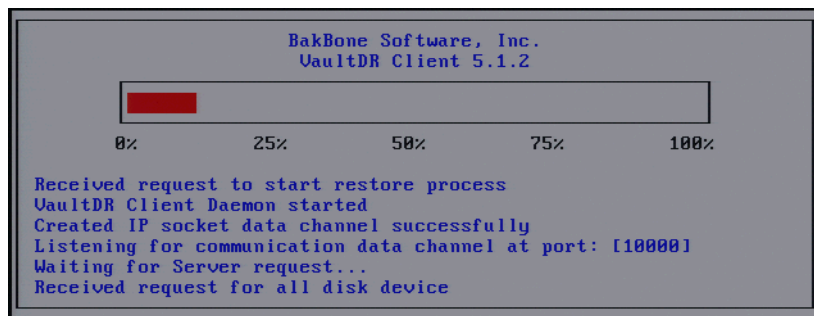 BakBone Software, Inc.
VaultDR Client 5.1.2
0% 25% 50% 75% 100%
Received request to start restore process
VaultDR Client Daemon started
Created IP socket data channel successfully
Listening for communication data channel at port: [10000]
Waiting for Server request...
Received request for all disk device